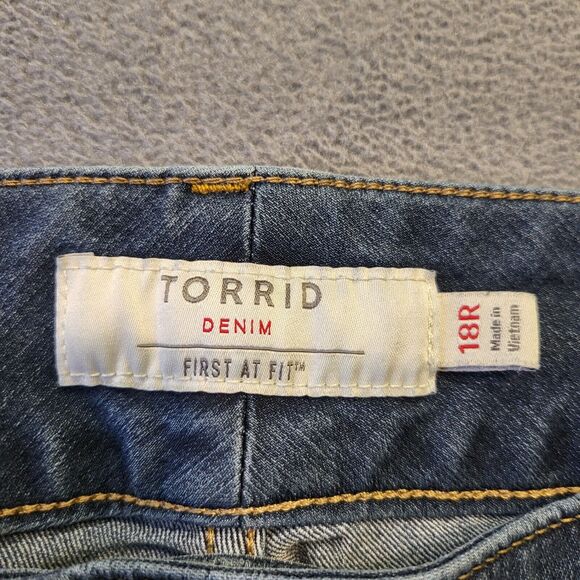 TORRID
DENIM
FIRST AT FIT™
18R
Made in
Vietnam